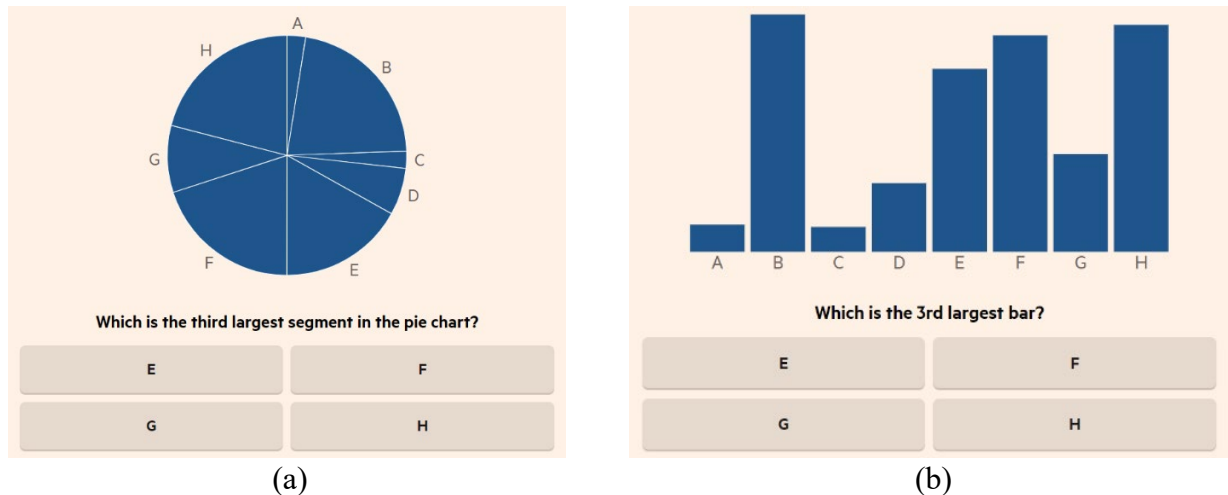 A
H
B
G
C
D
F
E
Which is the third largest segment in the pie chart?
E F
G H
(a)
A B C D E F G H
Which is the 3rd largest bar?
E F
G H
(b)